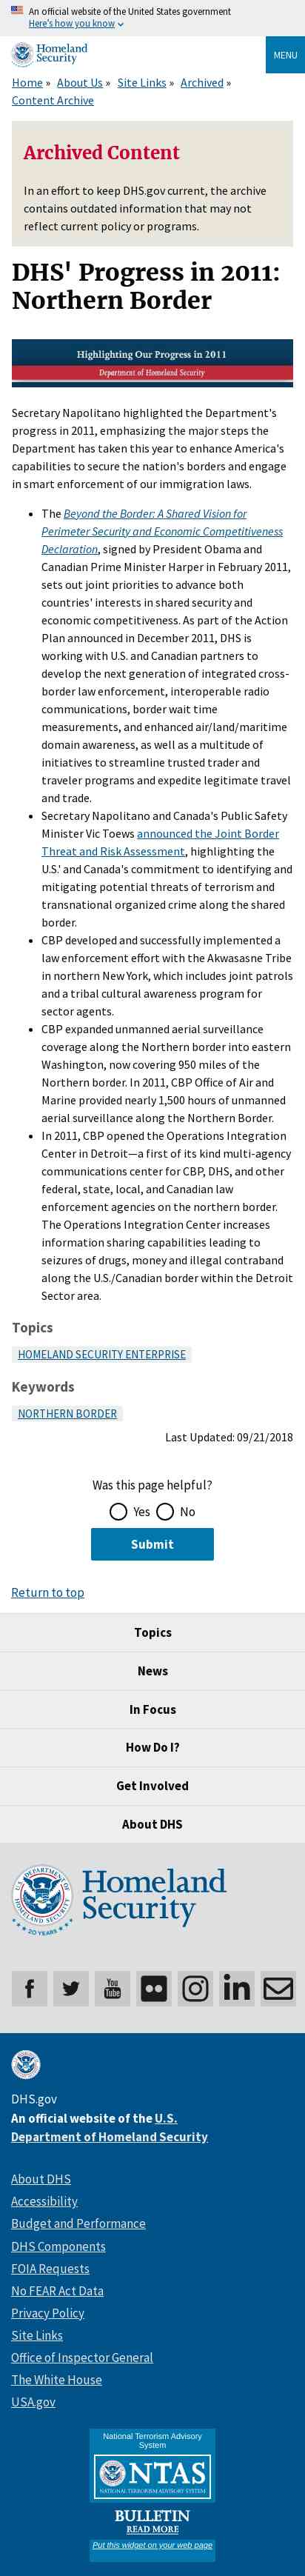 An official website of the United States government
Here's how you know
Homeland
Security
MENU
Home » About Us » Site Links » Archived »
Content Archive
Archived Content
In an effort to keep DHS.gov current, the archive
contains outdated information that may not
reflect current policy or programs.
DHS' Progress in 2011:
Northern Border
Highlighting Our Progress in 2011
Department of Homeland Security
Secretary Napolitano highlighted the Department's
progress in 2011, emphasizing the major steps the
Department has taken this year to enhance America's
capabilities to secure the nation's borders and engage
in smart enforcement of our immigration laws.
• The Beyond the Border: A Shared Vision for
Perimeter Security and Economic Competitiveness
Declaration, signed by President Obama and
Canadian Prime Minister Harper in February 2011,
sets out joint priorities to advance both
countries' interests in shared security and
economic competitiveness. As part of the Action
Plan announced in December 2011, DHS is
working with U.S. and Canadian partners to
develop the next generation of integrated cross-
border law enforcement, interoperable radio
communications, border wait time
measurements, and enhanced air/land/maritime
domain awareness, as well as a multitude of
initiatives to streamline trusted trader and
traveler programs and expedite legitimate travel
and trade.
• Secretary Napolitano and Canada's Public Safety
Minister Vic Toews announced the Joint Border
Threat and Risk Assessment, highlighting the
U.S.' and Canada's commitment to identifying and
mitigating potential threats of terrorism and
transnational organized crime along the shared
border.
• CBP developed and successfully implemented a
law enforcement effort with the Akwasasne Tribe
in northern New York, which includes joint patrols
and a tribal cultural awareness program for
sector agents.
• CBP expanded unmanned aerial surveillance
coverage along the Northern border into eastern
Washington, now covering 950 miles of the
Northern border. In 2011, CBP Office of Air and
Marine provided nearly 1,500 hours of unmanned
aerial surveillance along the Northern Border.
• In 2011, CBP opened the Operations Integration
Center in Detroit—a first of its kind multi-agency
communications center for CBP, DHS, and other
federal, state, local, and Canadian law
enforcement agencies on the northern border.
The Operations Integration Center increases
information sharing capabilities leading to
seizures of drugs, money and illegal contraband
along the U.S./Canadian border within the Detroit
Sector area.
Topics
HOMELAND SECURITY ENTERPRISE
Keywords
NORTHERN BORDER
Last Updated: 09/21/2018
Was this page helpful?
Yes No
Submit
Return to top
Topics
News
In Focus
How Do I?
Get Involved
About DHS
Homeland
Security
20 YEARS
You
Tube
DHS.gov
An official website of the U.S.
Department of Homeland Security
About DHS
Accessibility
Budget and Performance
DHS Components
FOIA Requests
No FEAR Act Data
Privacy Policy
Site Links
Office of Inspector General
The White House
USA.gov
National Terrorism Advisory
System
NTAS
NATIONAL TERRORISM ADVISORY SYSTEM
BULLETIN
READ MORE
Put this widget on your web page